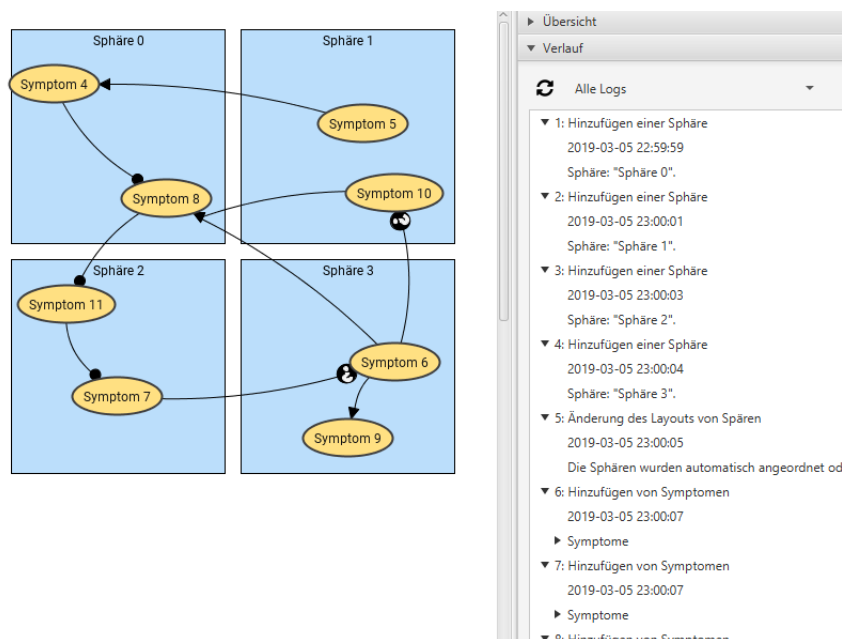 Sphäre 0
Sphäre 1
Symptom 4
Symptom 5
Symptom 8
Symptom 10
Sphäre 2
Sphäre 3
Symptom 11
Symptom 6
Symptom 7
Symptom 9
Übersicht
Verlauf
Alle Logs
1: Hinzufügen einer Sphäre
2019-03-05 22:59:59
Sphäre: "Sphäre 0".
2: Hinzufügen einer Sphäre
2019-03-05 23:00:01
Sphäre: "Sphäre 1".
3: Hinzufügen einer Sphäre
2019-03-05 23:00:03
Sphäre: "Sphäre 2".
4: Hinzufügen einer Sphäre
2019-03-05 23:00:04
Sphäre: "Sphäre 3".
5: Änderung des Layouts von Spären
2019-03-05 23:00:05
Die Sphären wurden automatisch angeordnet od
6: Hinzufügen von Symptomen
2019-03-05 23:00:07
Symptome
7: Hinzufügen von Symptomen
2019-03-05 23:00:07
Symptome
8: Hinzufügen von Symptomen